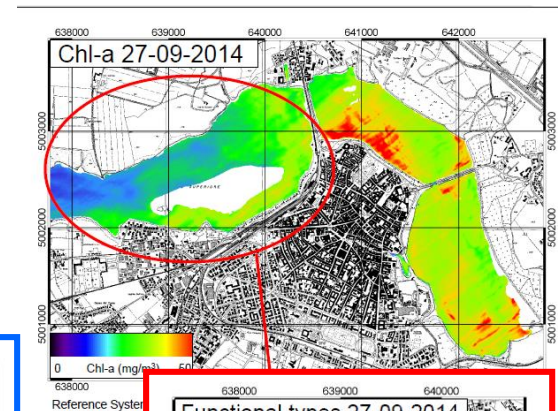 638000 639000 640000 641000 642000
Chl-a 27-09-2014
5003000
5003000
SUPERIORE
5002000
5002000
5001000
5001000
0 Chl-a (mg/m³) 50
638000
638000 639000 640000
Reference System
Functional types 27-09-2014